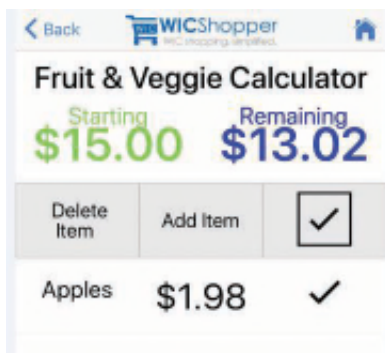 Back
WICShopper
WIC shopping, simplified.
Fruit & Veggie Calculator
Starting Remaining
$15.00 $13.02
Delete
Item
Add Item
Apples $1.98